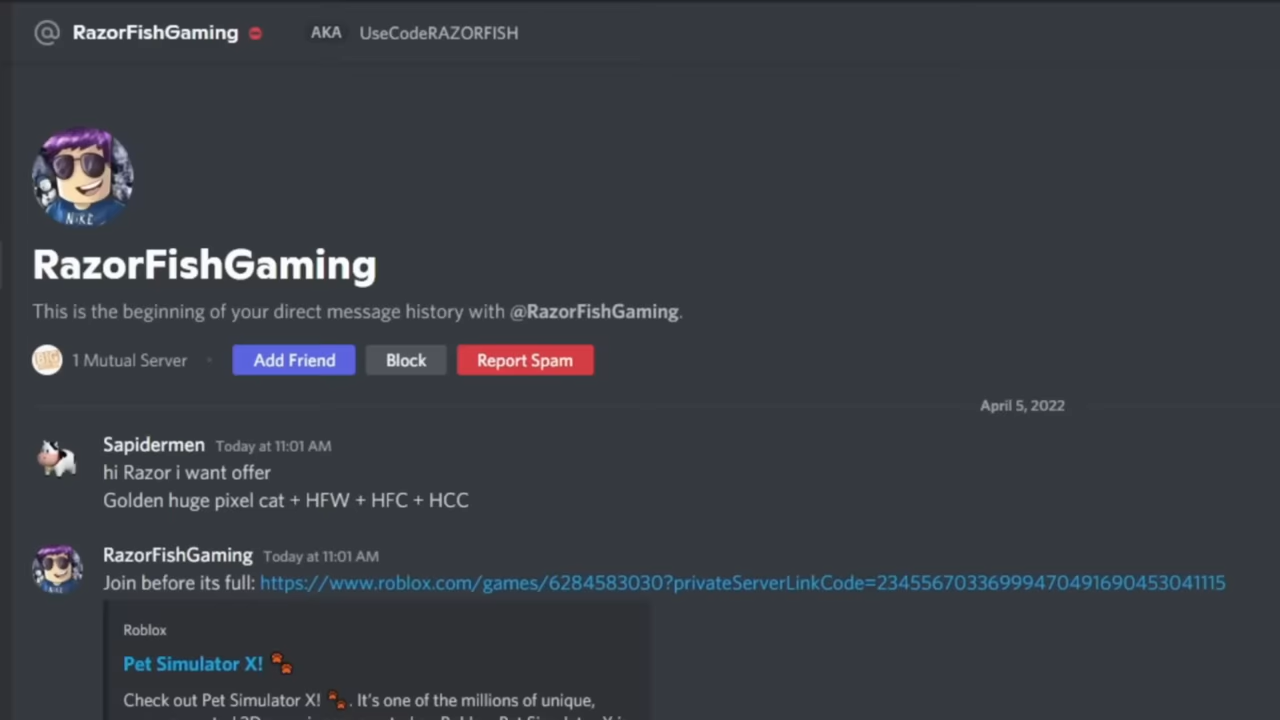 @ RazorFishGaming AKA UseCodeRAZORFISH
NIKE
RazorFishGaming
This is the beginning of your direct message history with @RazorFishGaming.
BIG 1 Mutual Server Add Friend Block Report Spam
April 5, 2022
Sapidermen Today at 11:01 AM
hi Razor i want offer
Golden huge pixel cat + HFW + HFC + HCC
RazorFishGaming Today at 11:01 AM
Join before its full: https://www.roblox.com/games/6284583030?privateServerLinkCode=23455670336999470491690453041115
Roblox
Pet Simulator X!
Check out Pet Simulator X! . It's one of the millions of unique,